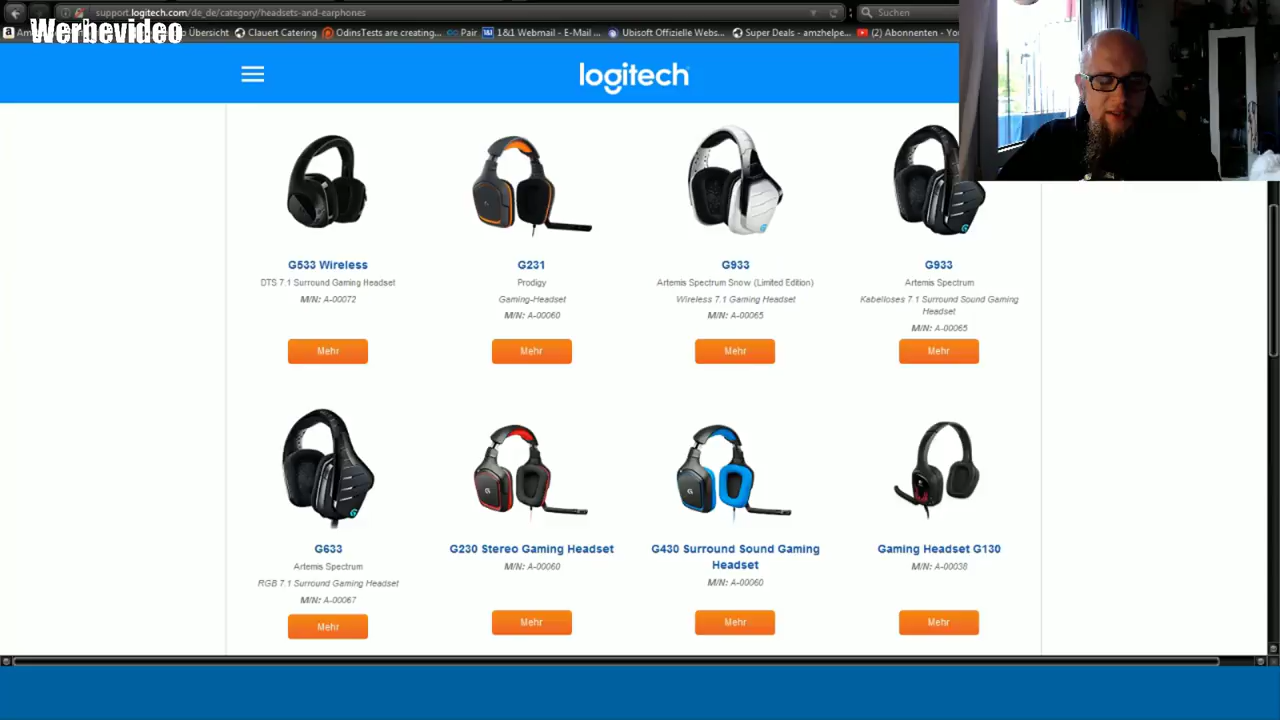 support.logitech.com/de_de/category/headsets-and-earphones
Suchen
Werbevideo
Übersicht
Clauert Catering
OdinsTests are creating...
Pair
1&1 Webmail - E-Mail ...
Ubisoft Offizielle Webs...
Super Deals - amzhelpe...
(2) Abonnenten - You
logitech
G533 Wireless
DTS 7.1 Surround Gaming Headset
M/N: A-00072
Mehr
G231
Prodigy
Gaming-Headset
M/N: A-00060
Mehr
G933
Artemis Spectrum Snow (Limited Edition)
Wireless 7.1 Gaming Headset
M/N: A-00065
Mehr
G933
Artemis Spectrum
Kabelloses 7.1 Surround Sound Gaming
Headset
M/N: A-00065
Mehr
G633
Artemis Spectrum
RGB 7.1 Surround Gaming Headset
M/N: A-00067
Mehr
G230 Stereo Gaming Headset
M/N: A-00060
Mehr
G430 Surround Sound Gaming
Headset
M/N: A-00060
Mehr
Gaming Headset G130
M/N: A-00038
Mehr